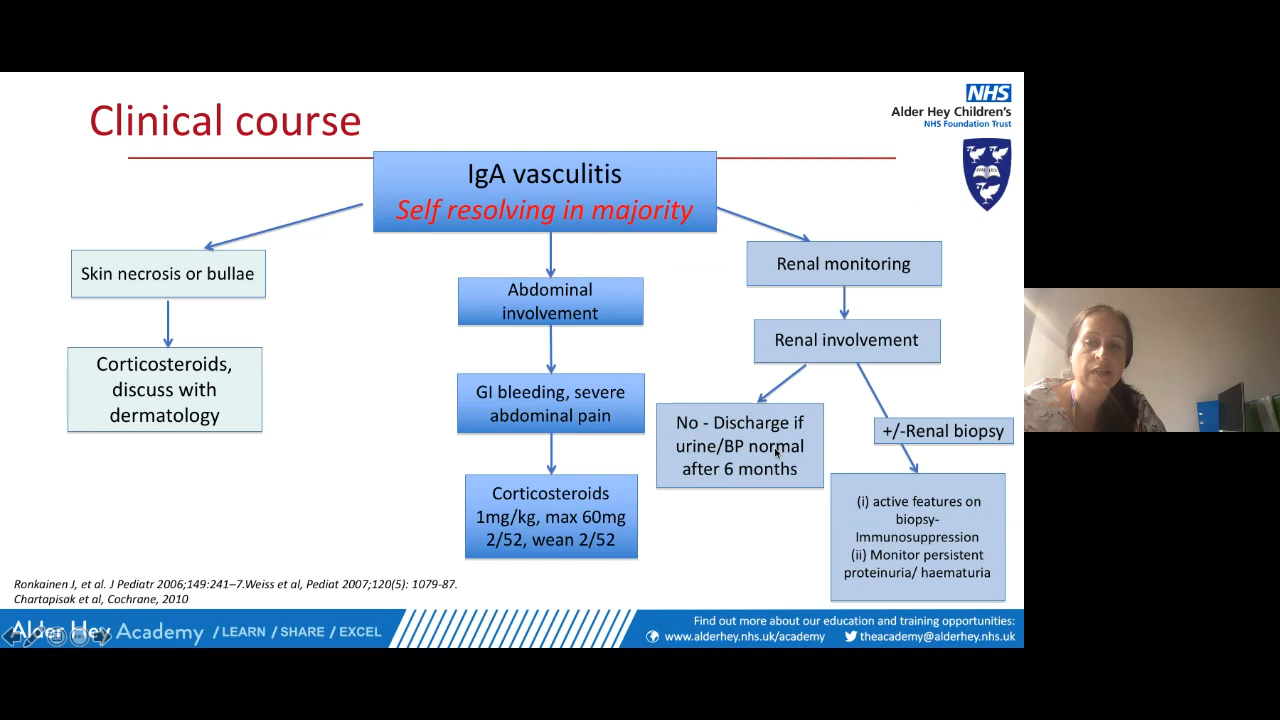 Clinical course
NHS
Alder Hey Children's
NHS Foundation Trust
IgA vasculitis
Self resolving in majority
Skin necrosis or bullae
Corticosteroids,
discuss with
dermatology
Abdominal
involvement
GI bleeding, severe
abdominal pain
Corticosteroids
1mg/kg, max 60mg
2/52, wean 2/52
Renal monitoring
Renal involvement
No - Discharge if
urine/BP normal
after 6 months
+/-Renal biopsy
(i) active features on
biopsy-
Immunosuppression
(ii) Monitor persistent
proteinuria/ haematuria
Ronkainen J, et al. J Pediatr 2006;149:241–7.Weiss et al, Pediat 2007;120(5): 1079-87.
Chartapisak et al, Cochrane, 2010
Alder Hey Academy / LEARN / SHARE / EXCEL
Find out more about our education and training opportunities:
www.alderhey.nhs.uk/academy theacademy@alderhey.nhs.uk